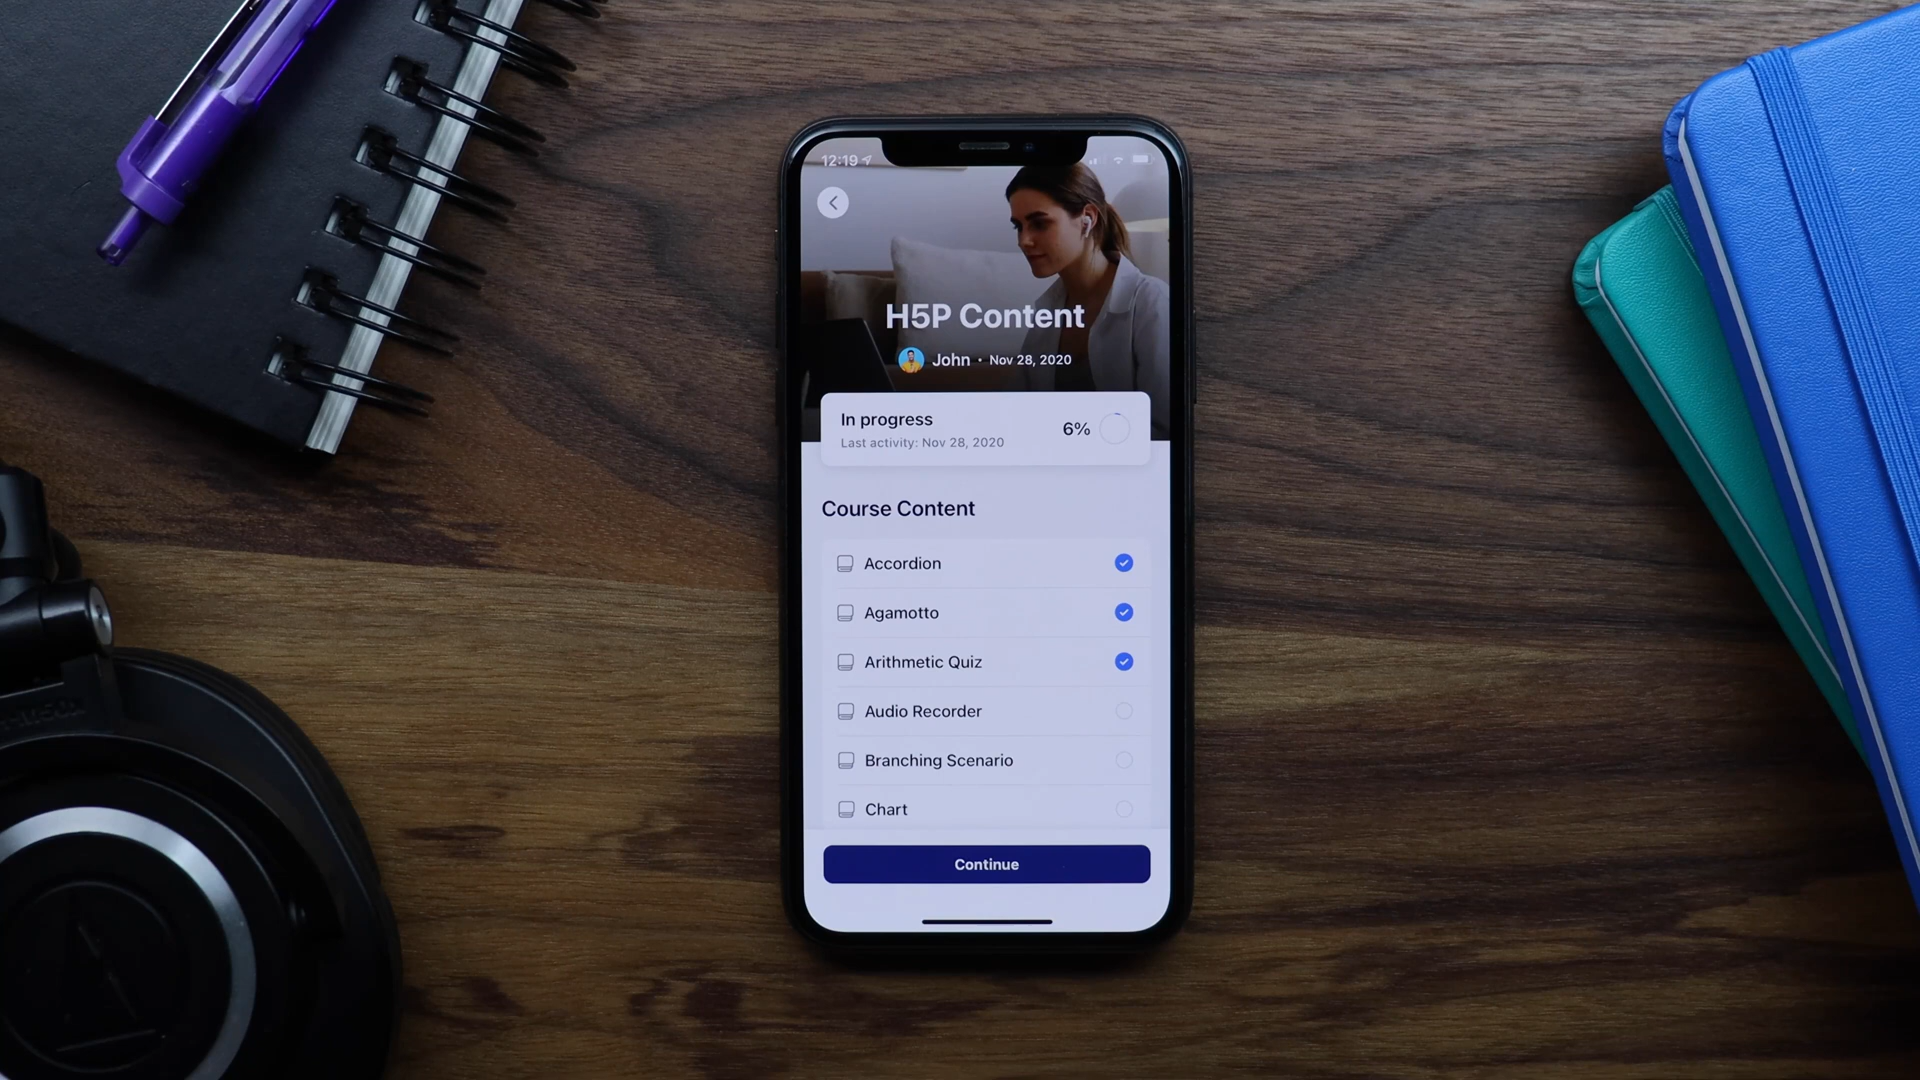 12:19
H5P Content
John • Nov 28, 2020
In progress
Last activity: Nov 28, 2020
6%
Course Content
Accordion
Agamotto
Arithmetic Quiz
Audio Recorder
Branching Scenario
Chart
Continue